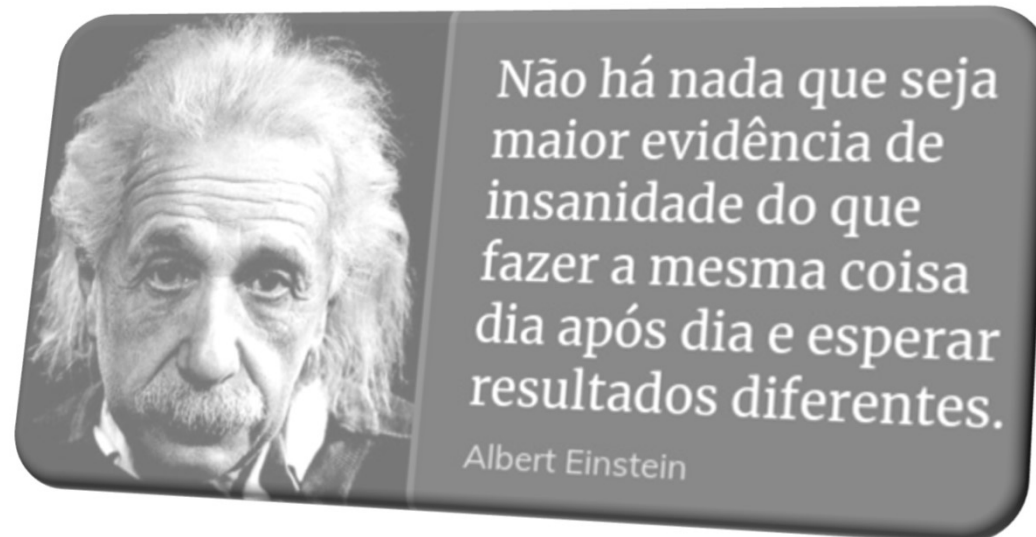 Não há nada que seja
maior evidência de
insanidade do que
fazer a mesma coisa
dia após dia e esperar
resultados diferentes.
Albert Einstein